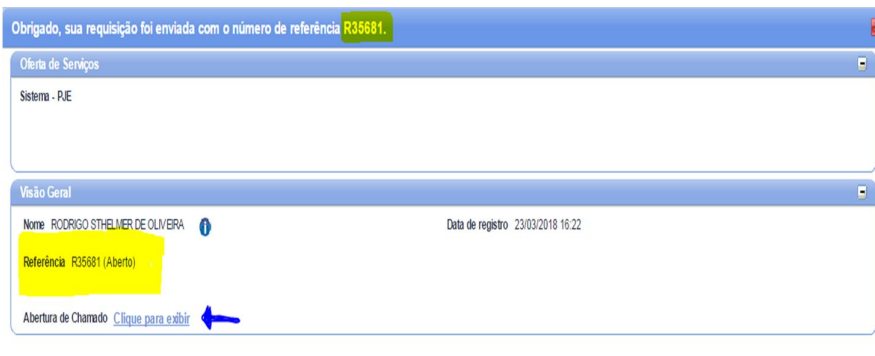 Obrigado, sua requisição foi enviada com o número de referência R35681.
Oferta de Serviços
Sistema - PJE
Visão Geral
Nome RODRIGO STHELMER DE OLIVEIRA
Data de registro 23/03/2018 16:22
Referência R35681 (Aberto)
Abertura de Chamado Clique para exibir